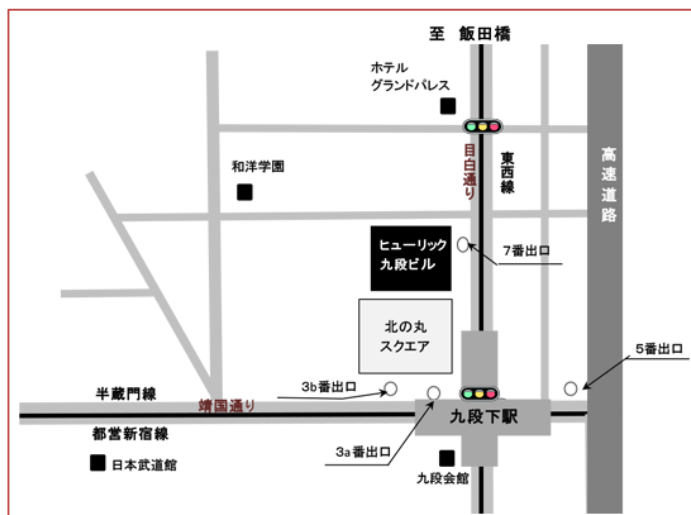 至 飯田橋
ホテル
グランドパレス
目白通り
東西線
高速道路
和洋学園
ヒューリック
九段ビル
7番出口
北の丸
スクエア
5番出口
半蔵門線
靖国通り
3b番出口
九段下駅
都営新宿線
3a番出口
日本武道館
九段会館